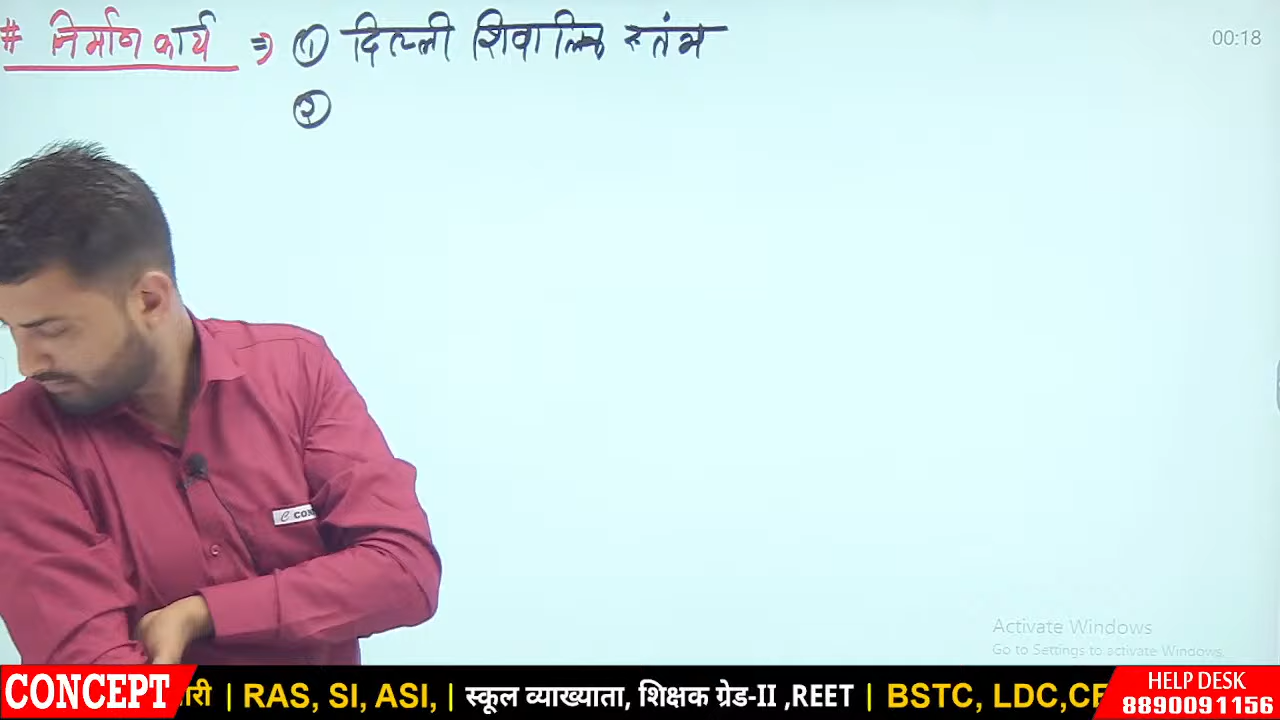 # निर्माण कार्य ⇒ ① दिल्ली शिवालिक स्तंभ
00:18
②
Activate Windows
Go to Settings to activate Windows.
CONCEPT | RAS, SI, ASI, | स्कूल व्याख्याता, शिक्षक ग्रेड-II ,REET | BSTC, LDC,
HELP DESK
8890091156